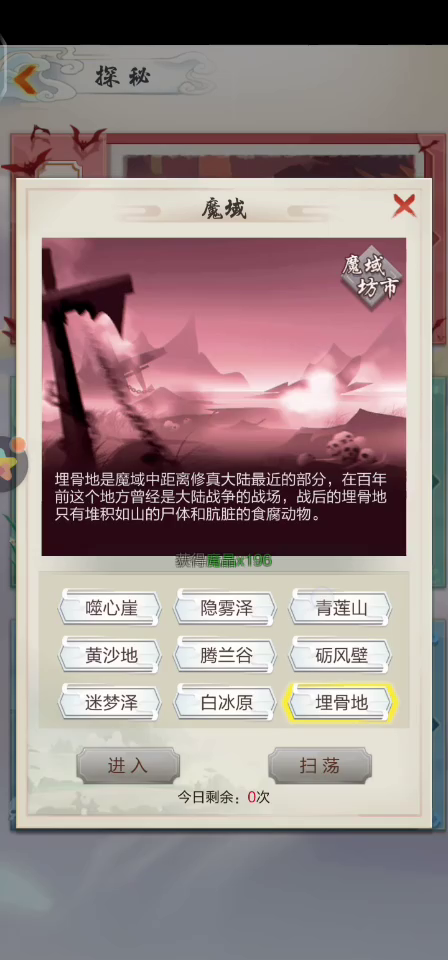 探秘
魔域
魔域
坊市
埋骨地是魔域中距离修真大陆最近的部分，在百年
前这个地方曾经是大陆战争的战场，战后的埋骨地
只有堆积如山的尸体和肮脏的食腐动物。
获得魔晶x196
噬心崖
隐雾泽
青莲山
黄沙地
腾兰谷
砺风壁
迷梦泽
白冰原
埋骨地
进入
扫荡
今日剩余：0次